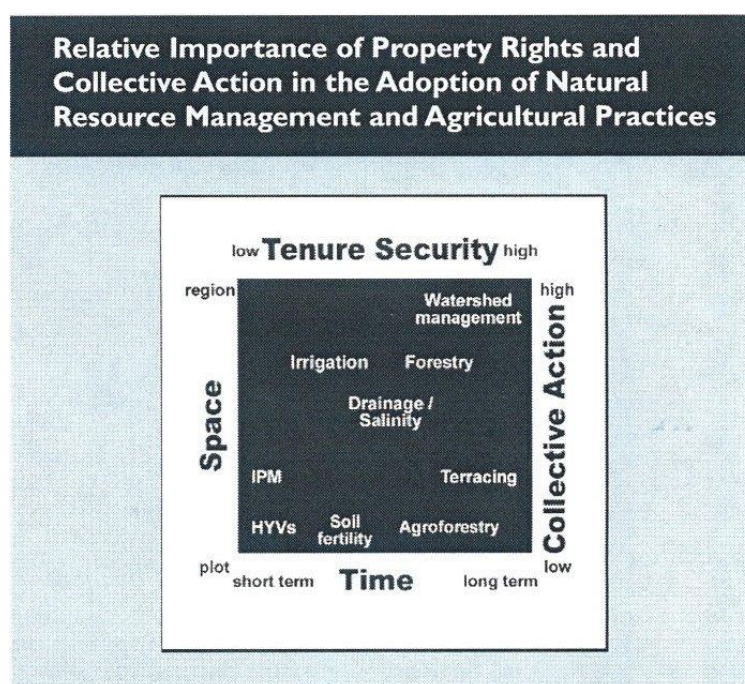 Relative Importance of Property Rights and
Collective Action in the Adoption of Natural
Resource Management and Agricultural Practices
low Tenure Security high
region
high
Watershed
management
Irrigation
Forestry
Drainage /
Salinity
Space
Collective Action
IPM
Terracing
HYVs
Soil
fertility
Agroforestry
plot
low
short term Time long term